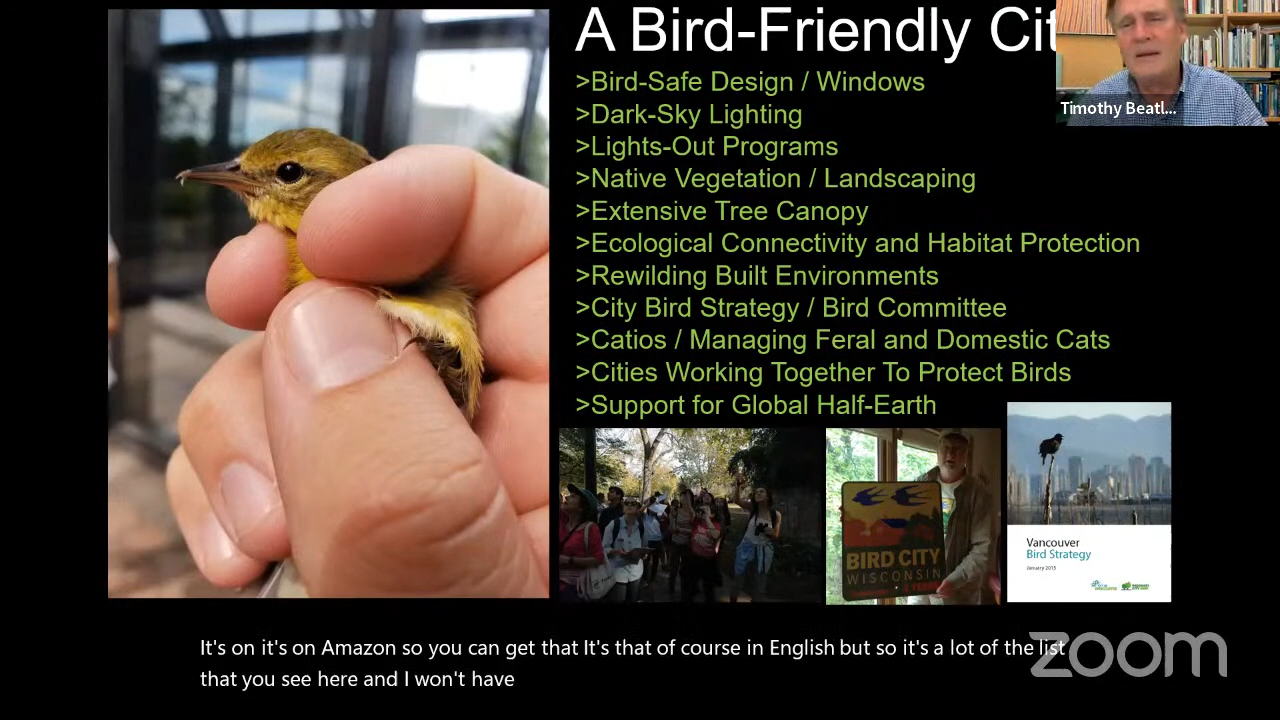 A Bird-Friendly Cit
Timothy Beatl...
>Bird-Safe Design / Windows
>Dark-Sky Lighting
>Lights-Out Programs
>Native Vegetation / Landscaping
>Extensive Tree Canopy
>Ecological Connectivity and Habitat Protection
>Rewilding Built Environments
>City Bird Strategy / Bird Committee
>Catios / Managing Feral and Domestic Cats
>Cities Working Together To Protect Birds
>Support for Global Half-Earth
BIRD CITY
WISCONSIN
Vancouver
Bird Strategy
January 2015
It's on it's on Amazon so you can get that It's that of course in English but so it's a lot of the list
that you see here and I won't have
zoom